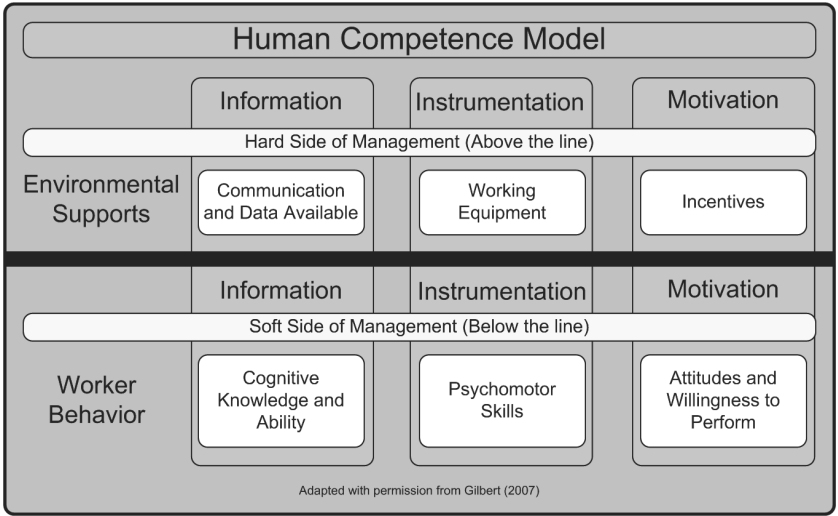 Human Competence Model
Information
Instrumentation
Motivation
Hard Side of Management (Above the line)
Environmental
Supports
Communication
and Data Available
Working
Equipment
Incentives
Information
Instrumentation
Motivation
Soft Side of Management (Below the line)
Worker
Behavior
Cognitive
Knowledge and
Ability
Psychomotor
Skills
Attitudes and
Willingness to
Perform
Adapted with permission from Gilbert (2007)